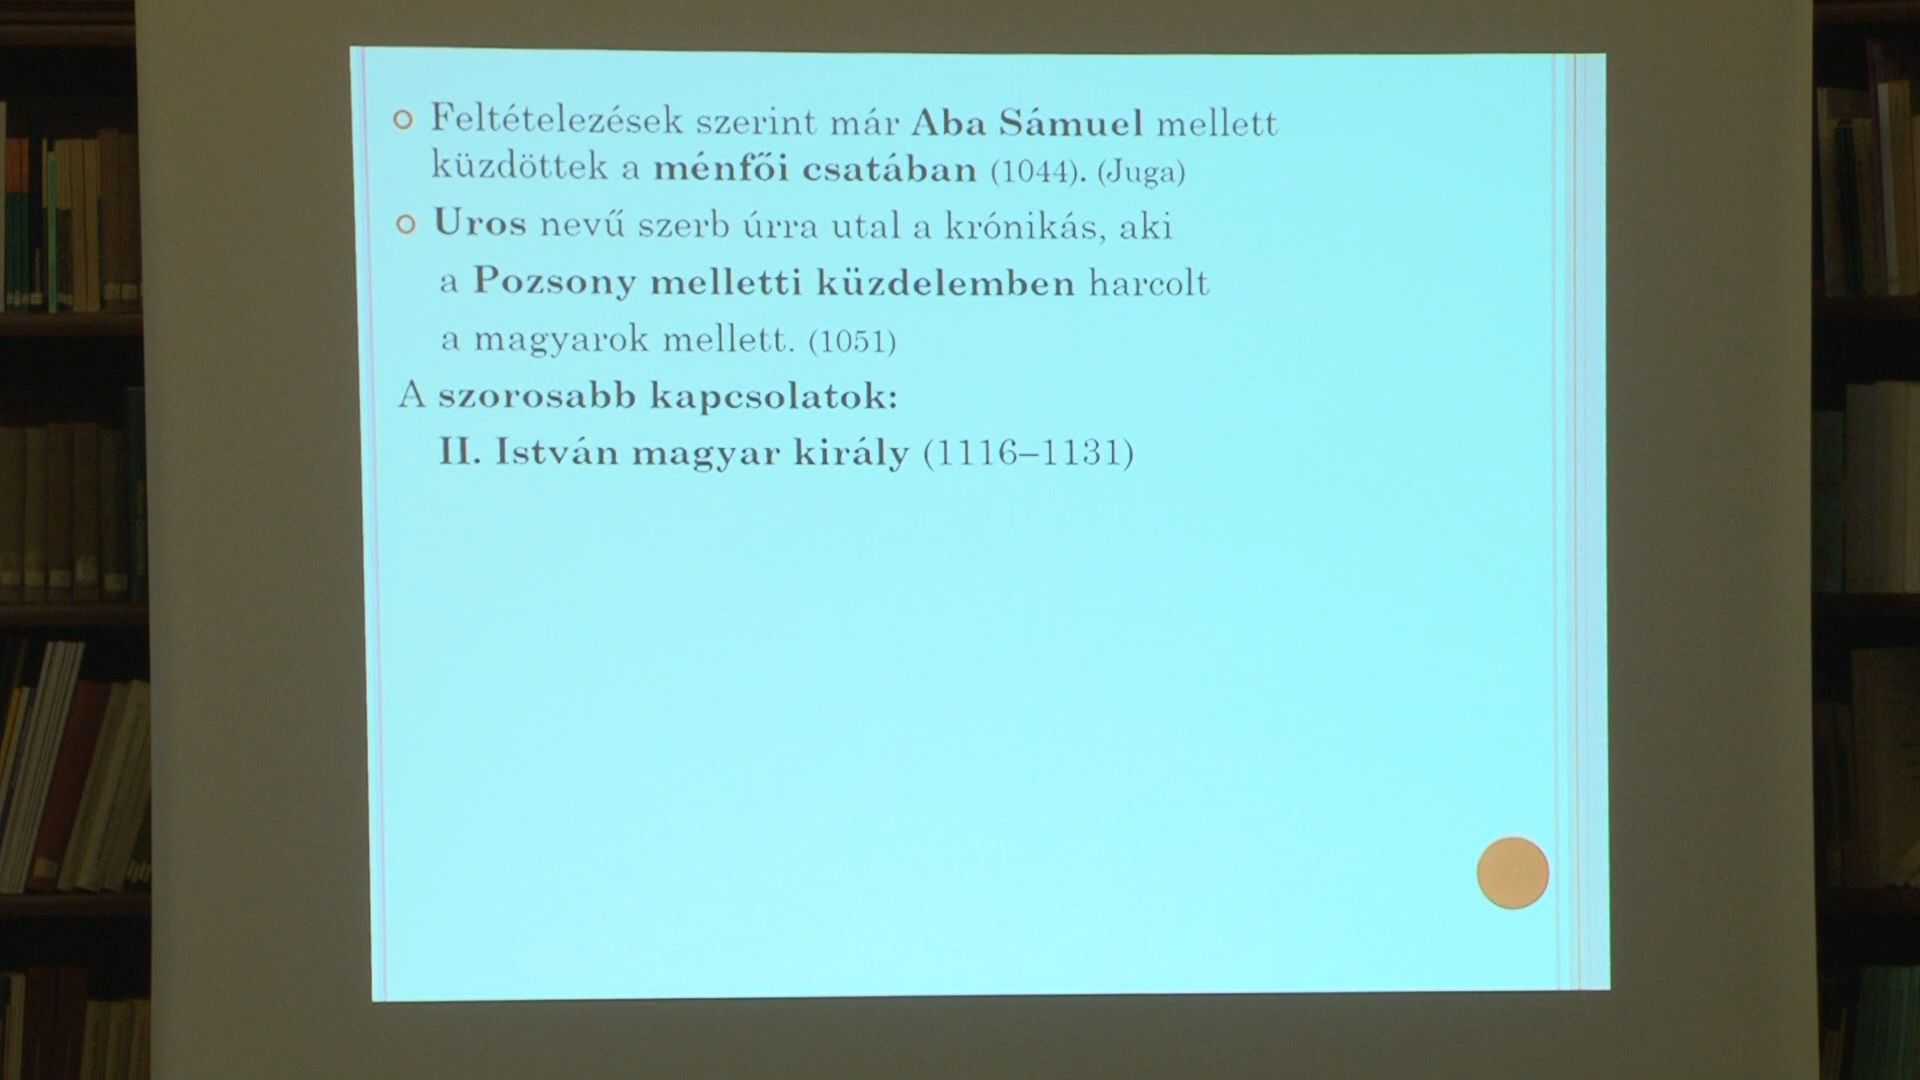 Feltételezések szerint már Aba Sámuel mellett
küzdöttek a ménfői csatában (1044). (Juga)
Uros nevű szerb úrra utal a krónikás, aki
a Pozsony melletti küzdelemben harcolt
a magyarok mellett. (1051)
A szorosabb kapcsolatok:
II. István magyar király (1116–1131)